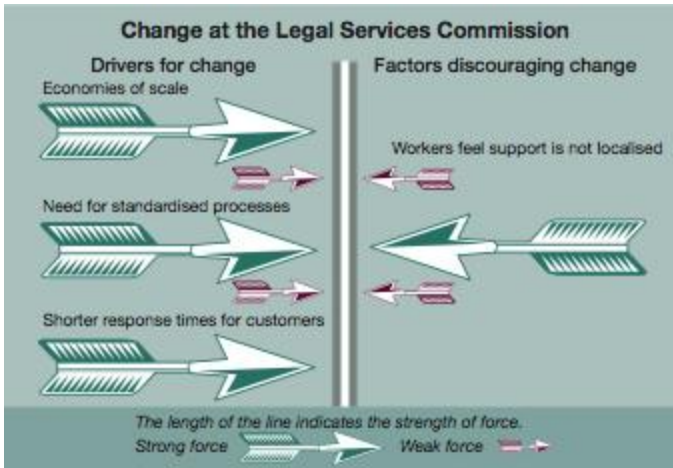 Change at the Legal Services Commission
Drivers for change
Factors discouraging change
Economies of scale
Workers feel support is not localised
Need for standardised processes
Shorter response times for customers
The length of the line indicates the strength of force.
Strong force
Weak force